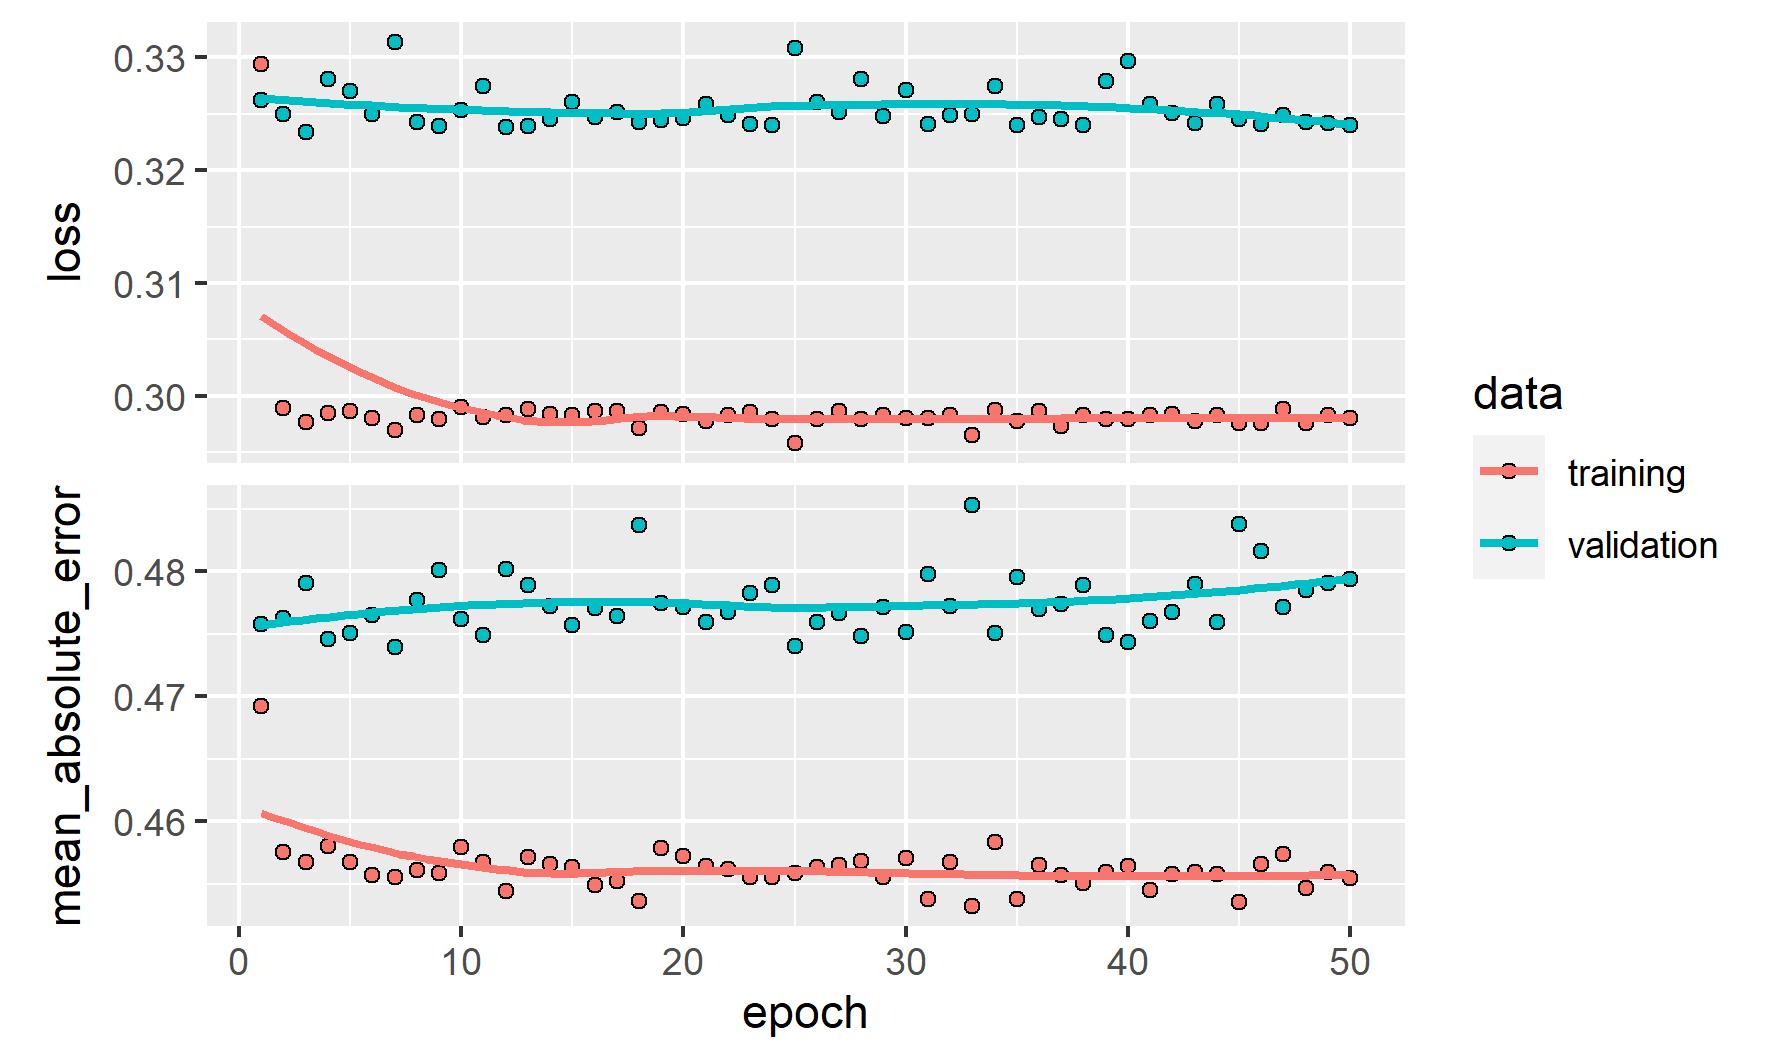 loss
0.33
0.32
0.31
0.30
mean_absolute_error
0.48
0.47
0.46
0
10
20
30
40
50
epoch
data
training
validation